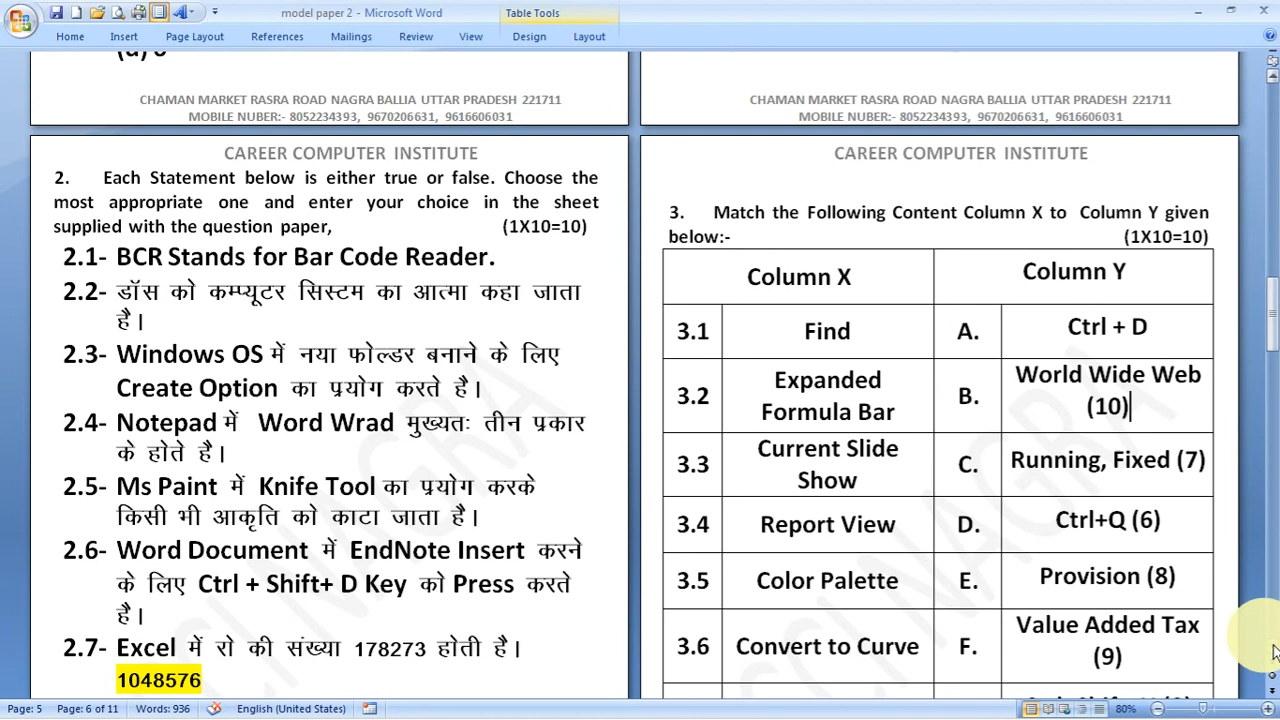 model paper 2 - Microsoft Word
Table Tools
Home Insert Page Layout References Mailings Review View Design Layout
CHAMAN MARKET RASRA ROAD NAGRA BALLIA UTTAR PRADESH 221711
MOBILE NUBER:- 8052234393, 9670206631, 9616606031
CAREER COMPUTER INSTITUTE
2. Each Statement below is either true or false. Choose the
most appropriate one and enter your choice in the sheet
supplied with the question paper, (1X10=10)
2.1- BCR Stands for Bar Code Reader.
2.2- डॉस को कम्प्यूटर सिस्टम का आत्मा कहा जाता
है।
2.3- Windows OS में नया फोल्डर बनाने के लिए
Create Option का प्रयोग करते है।
2.4- Notepad में Word Wrad मुख्यतः तीन प्रकार
के होते है।
2.5- Ms Paint में Knife Tool का प्रयोग करके
किसी भी आकृति को काटा जाता है।
2.6- Word Document में EndNote Insert करने
के लिए Ctrl + Shift+ D Key को Press करते
है।
2.7- Excel में रो की संख्या 178273 होती है।
1048576
CHAMAN MARKET RASRA ROAD NAGRA BALLIA UTTAR PRADESH 221711
MOBILE NUBER:- 8052234393, 9670206631, 9616606031
CAREER COMPUTER INSTITUTE
3. Match the Following Content Column X to Column Y given
below:- (1X10=10)
Column X Column Y
3.1 Find A. Ctrl + D
3.2 Expanded
Formula Bar B. World Wide Web
(10)
3.3 Current Slide
Show C. Running, Fixed (7)
3.4 Report View D. Ctrl+Q (6)
3.5 Color Palette E. Provision (8)
3.6 Convert to Curve F. Value Added Tax
(9)
CCI NAGRA
CCI NAGRA
Page: 5 Page: 6 of 11 Words: 936 English (United States) 80%